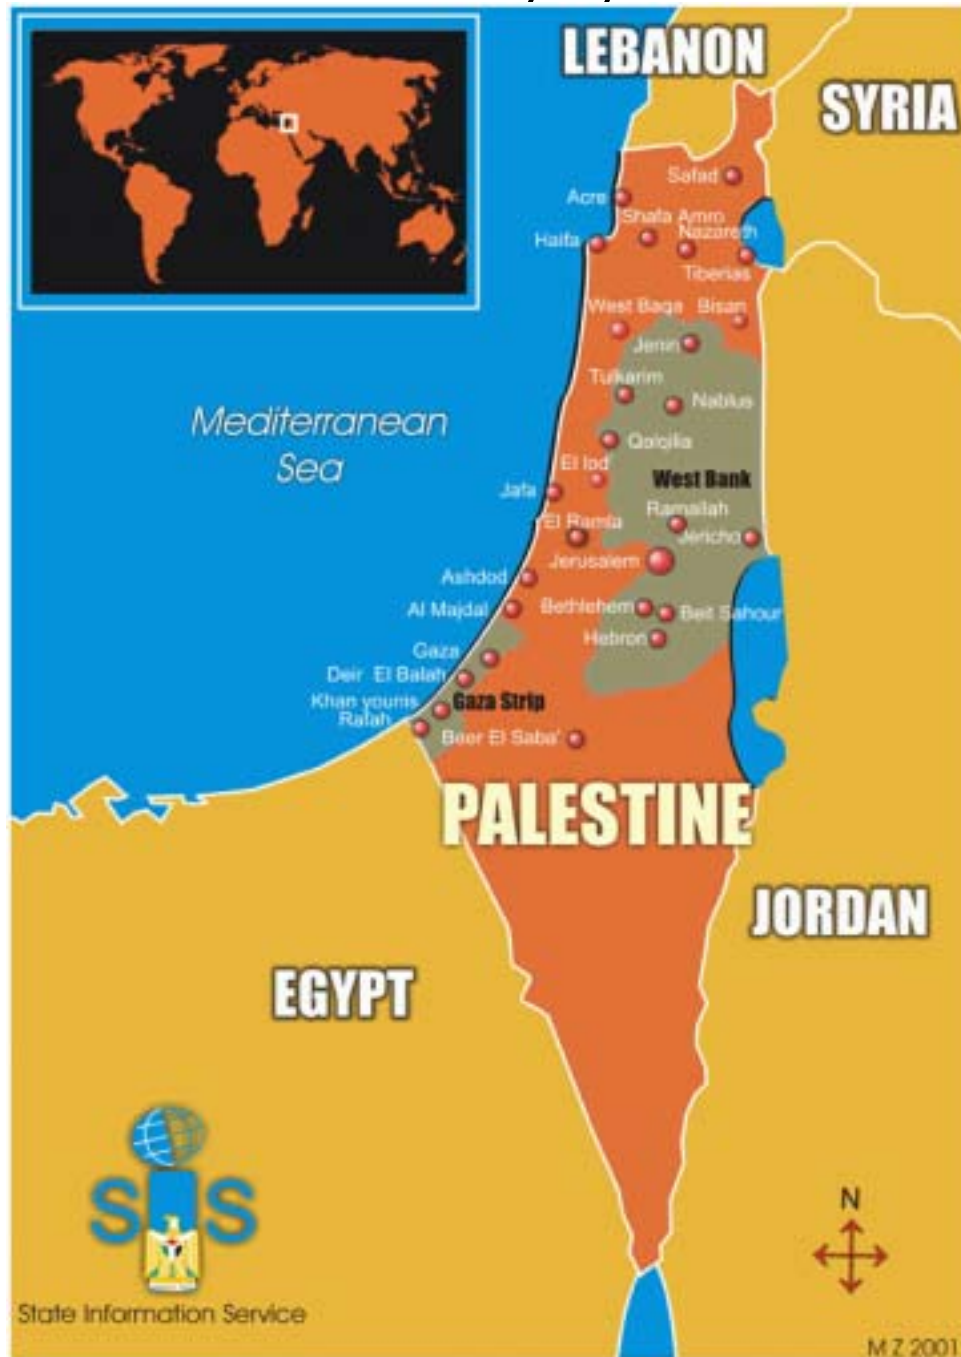 LEBANON
SYRIA
Safad
Acre
Shafa Amro
Nazareth
Haifa
Tiberias
West Baqa
Bisan
Jenin
Tulkarim
Nablus
Mediterranean
Sea
Qalqilia
El lod
West Bank
Jafa
Ramallah
El Ramla
Jericho
Jerusalem
Ashdod
Al Majdal
Bethlehem
Beit Sahour
Hebron
Gaza
Deir El Balah
Khan younis
Gaza Strip
Rafah
Beer El Saba'
PALESTINE
JORDAN
EGYPT
SIS
State Information Service
N
M Z 2001